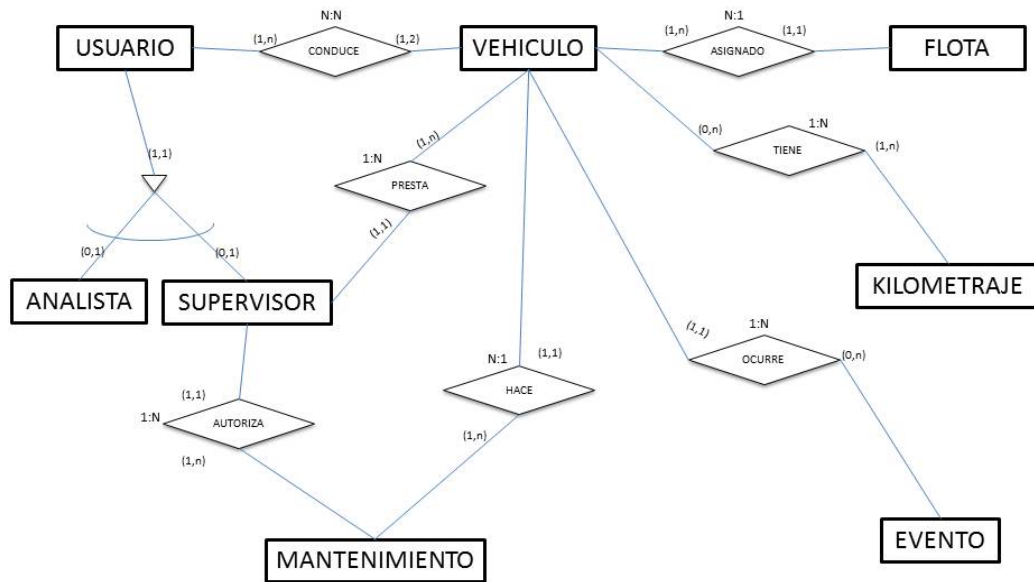 N:N
N:1
USUARIO
(1,n)
CONDUCE
(1,2)
VEHICULO
(1,n)
ASIGNADO
(1,1)
FLOTA
(1,1)
(1,n)
1:N
PRESTA
(1,1)
(0,n)
1:N
TIENE
(1,n)
(0,1)
(0,1)
ANALISTA
SUPERVISOR
KILOMETRAJE
(1,1)
1:N
AUTORIZA
(1,n)
N:1
(1,1)
HACE
(1,n)
(1,1)
1:N
OCURRE
(0,n)
MANTENIMIENTO
EVENTO